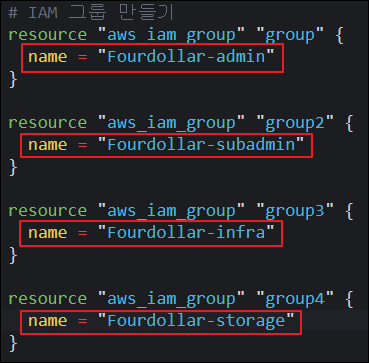 # IAM 그룹 만들기
resource "aws_iam_group" "group" {
  name = "Fourdollar-admin"
}
resource "aws_iam_group" "group2" {
  name = "Fourdollar-subadmin"
}
resource "aws_iam_group" "group3" {
  name = "Fourdollar-infra"
}
resource "aws_iam_group" "group4" {
  name = "Fourdollar-storage"
}